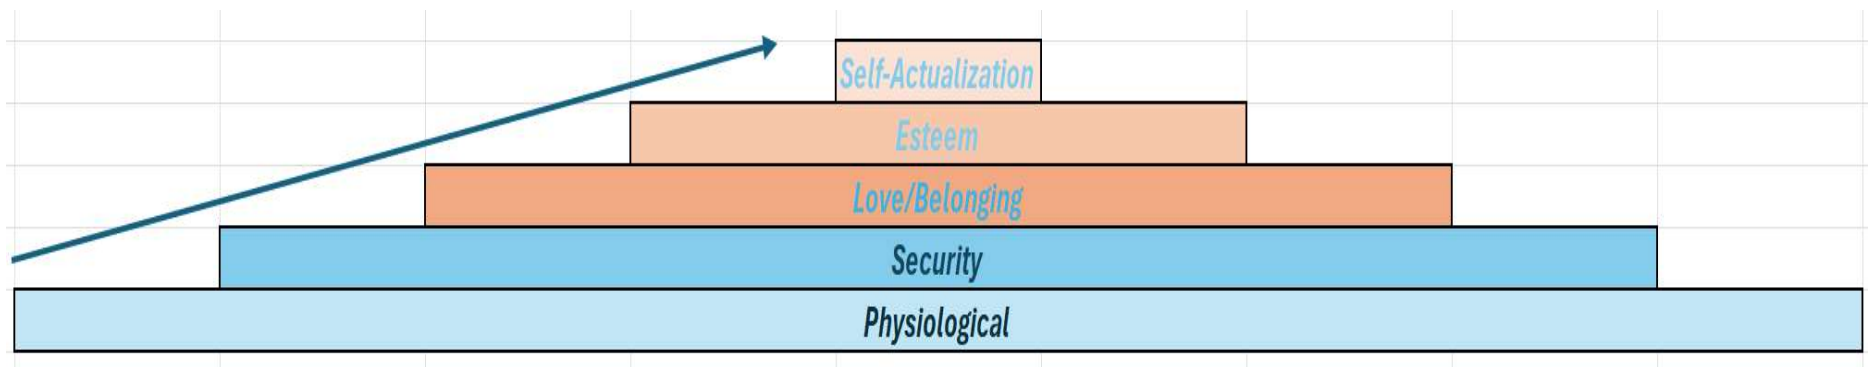 Self-Actualization
Esteem
Love/Belonging
Security
Physiological